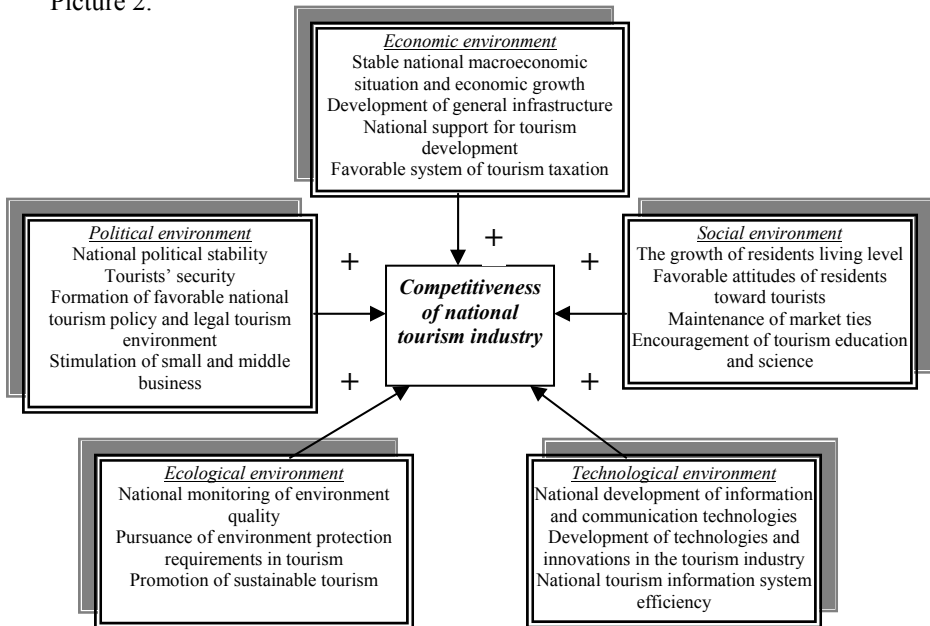 Picture 2.
Economic environment
Stable national macroeconomic
situation and economic growth
Development of general infrastructure
National support for tourism
development
Favorable system of tourism taxation
Political environment
National political stability
Tourists' security
Formation of favorable national
tourism policy and legal tourism
environment
Stimulation of small and middle
business
+
+
+
Competitiveness
of national
tourism industry
Social environment
The growth of residents living level
Favorable attitudes of residents
toward tourists
Maintenance of market ties
Encouragement of tourism education
and science
+
+
Ecological environment
National monitoring of environment
quality
Pursuance of environment protection
requirements in tourism
Promotion of sustainable tourism
Technological environment
National development of information
and communication technologies
Development of technologies and
innovations in the tourism industry
National tourism information system
efficiency